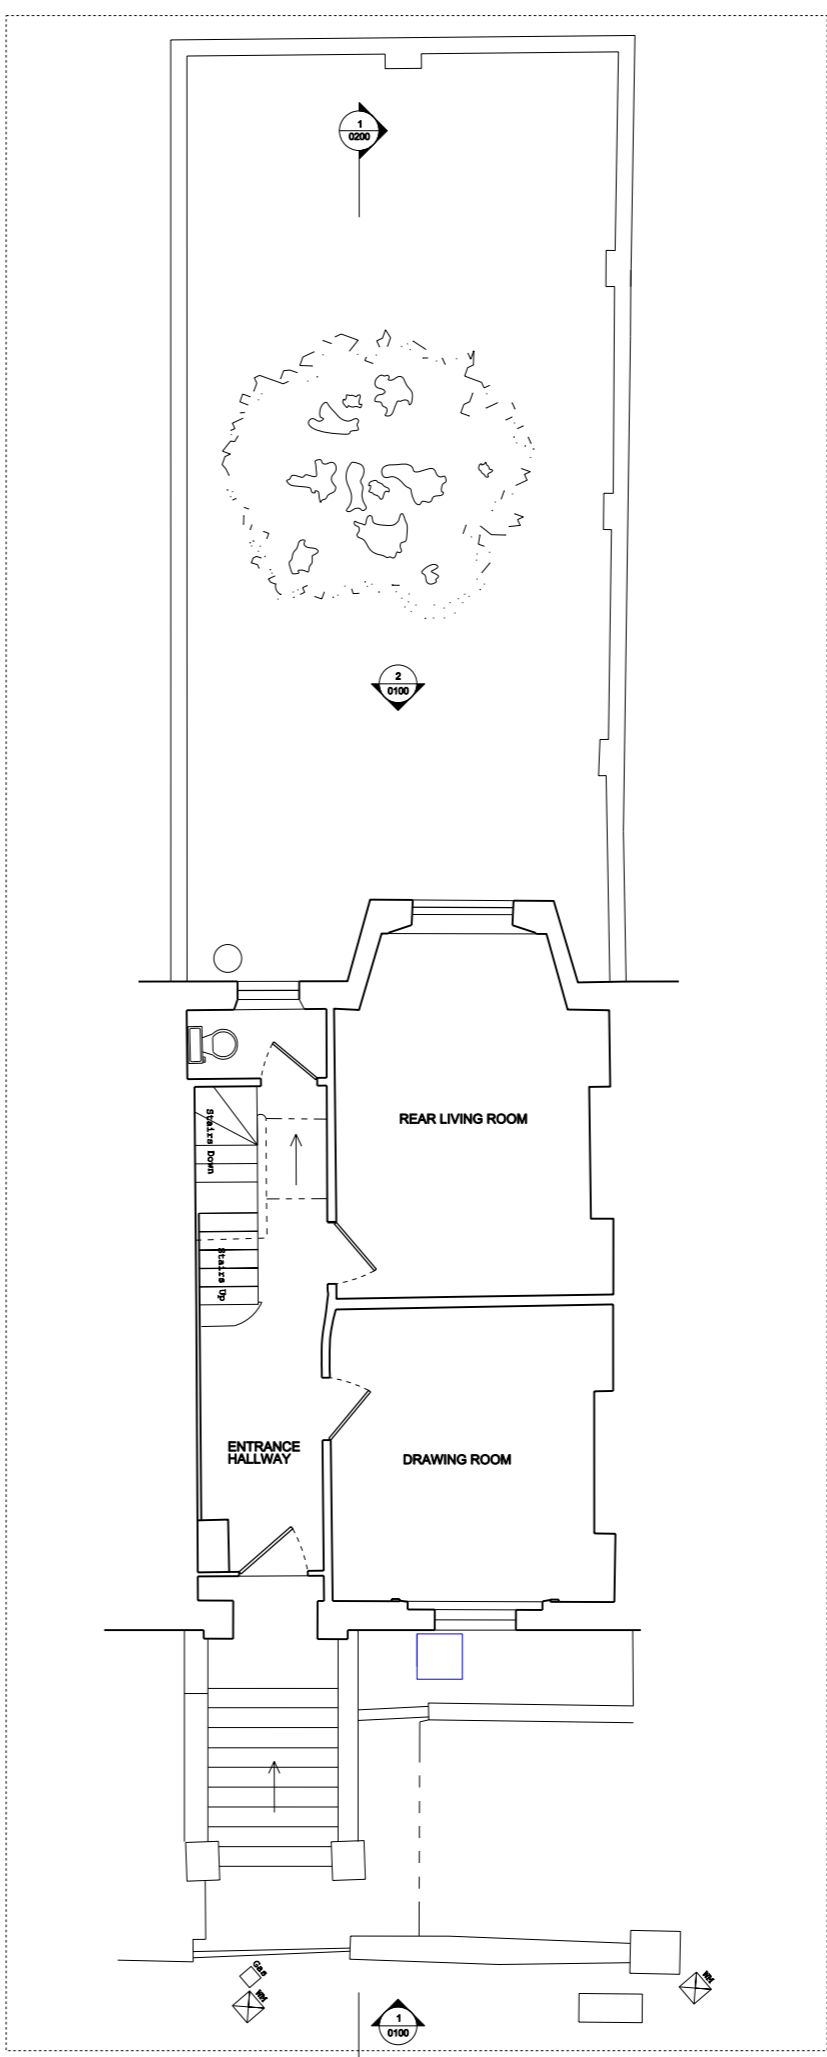 1
0200
2
0100
REAR LIVING ROOM
Stairs Down
Stairs Up
ENTRANCE
HALLWAY
DRAWING ROOM
Gas
WM
WM
1
0100